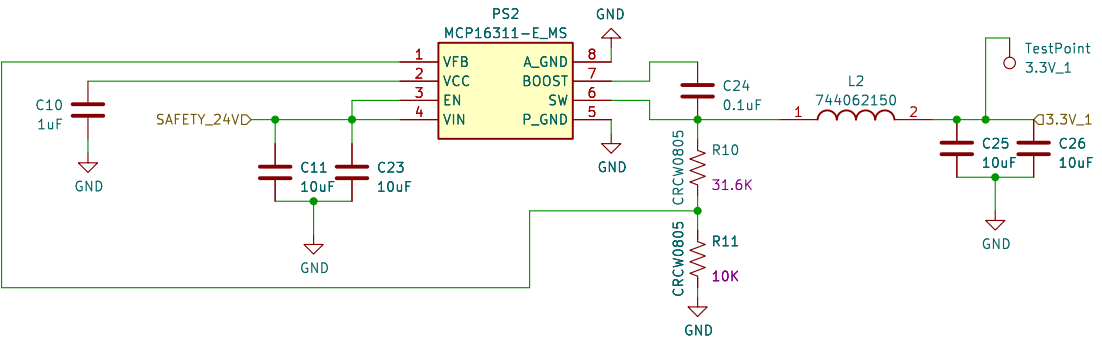 PS2
MCP16311-E_MS
GND
1
VFB
A_GND
8
2
VCC
BOOST
7
3
EN
SW
6
4
VIN
P_GND
5
TestPoint
3.3V_1
C10
1uF
GND
SAFETY_24V
C11
10uF
C23
10uF
GND
GND
C24
0.1uF
L2
744062150
1
2
3.3V_1
C25
10uF
C26
10uF
GND
CRCW0805
R10
31.6K
CRCW0805
R11
10K
GND